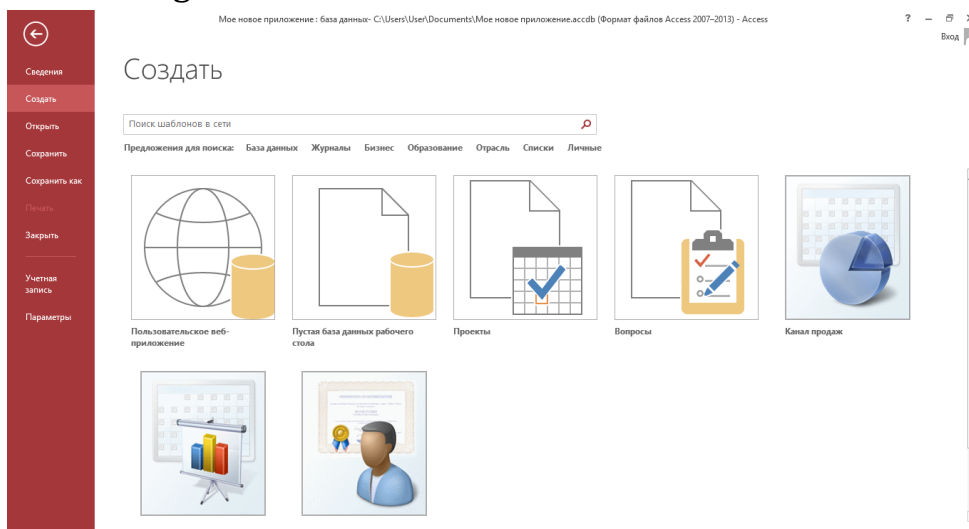 Мое новое приложение : база данных- C:\Users\User\Documents\Мое новое приложение.accdb (Формат файлов Access 2007–2013) - Access
?
Вход
Сведения
Создать
Открыть
Сохранить
Сохранить как
Печать
Закрыть
Учетная
запись
Параметры
Создать
Поиск шаблонов в сети
Предложения для поиска: База данных Журналы Бизнес Образование Отрасль Списки Личные
Пользовательское веб-
приложение
Пустая база данных рабочего
стола
Проекты
Вопросы
Канал продаж